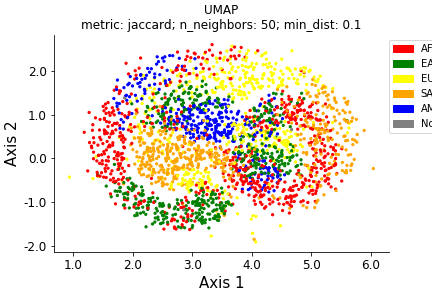 UMAP
metric: jaccard; n_neighbors: 50; min_dist: 0.1
Axis 2
2.0
1.0
0.0
-1.0
-2.0
1.0 2.0 3.0 4.0 5.0 6.0
Axis 1
AF
EA
EU
SA
AM
No